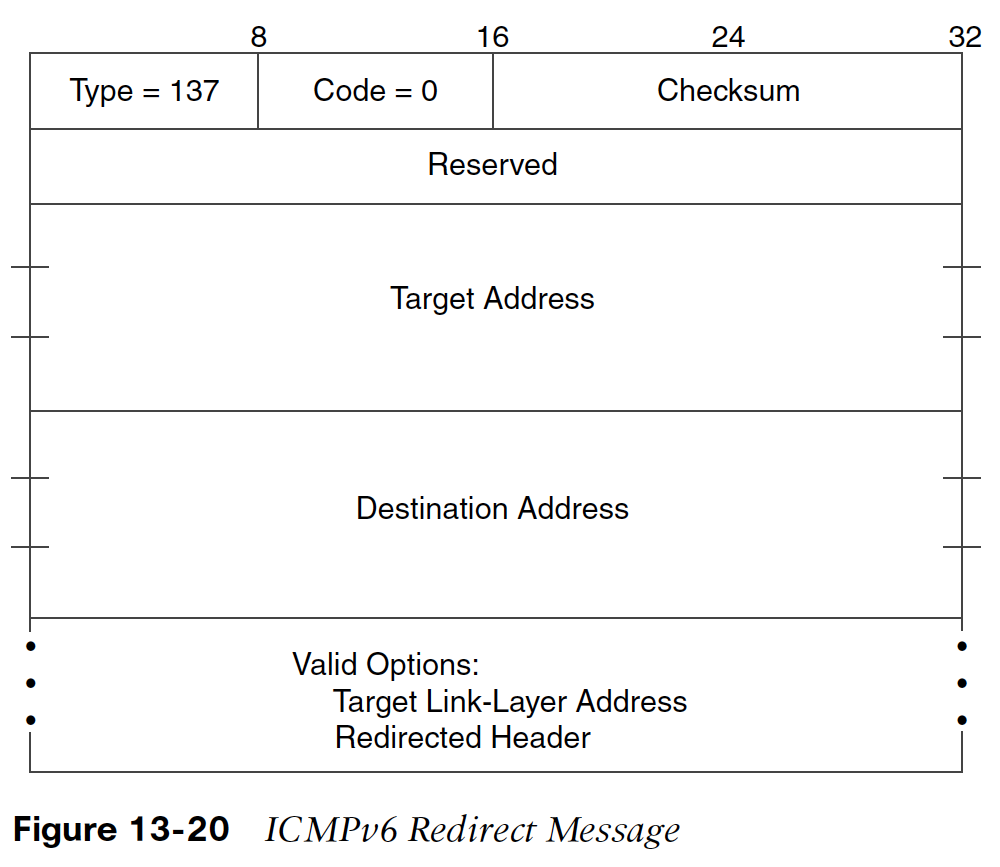 8 16 24 32
Type = 137 Code = 0 Checksum
Reserved
Target Address
Destination Address
Valid Options:
Target Link-Layer Address
Redirected Header
Figure 13-20 ICMPv6 Redirect Message